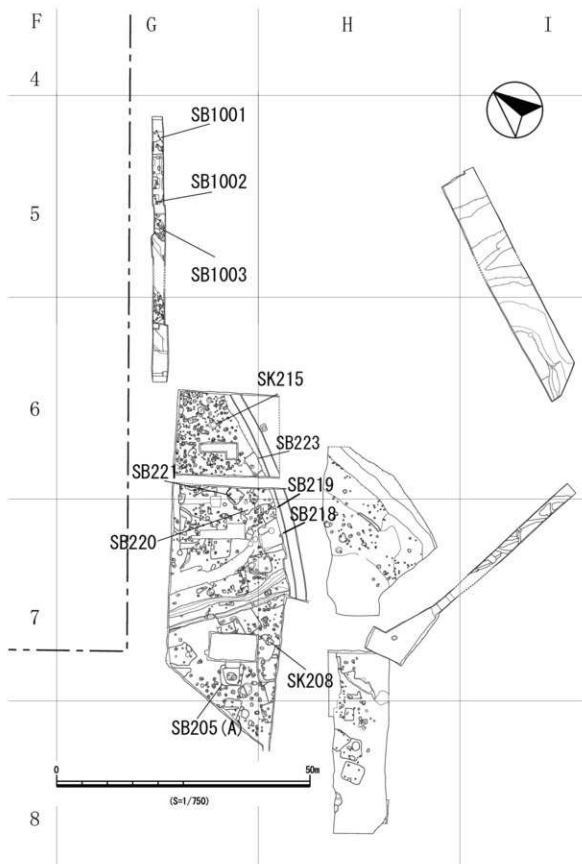 F G H I
4
SB1001
SB1002
5
SB1003
SK215
6
SB223
SB221
SB219
SB218
SB220
7
SK208
SB205(A)
0 50m
(S=1/750)
8